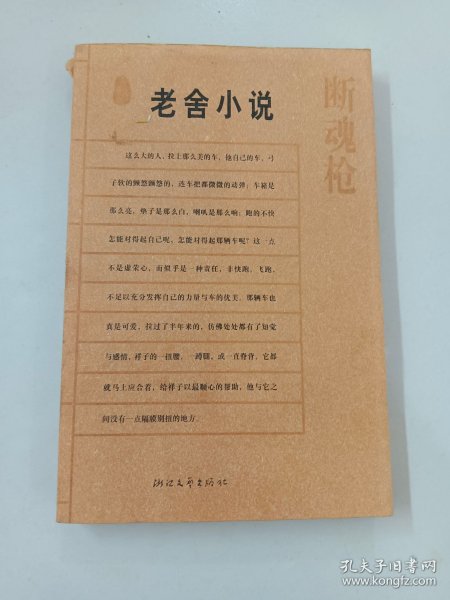 老舍小说
断魂枪
这么大的人，拉上那么美的车，他自己的车，弓
子软的颤悠颤悠的，连车把都微微的动弹；车箱是
那么亮，垫子是那么白，喇叭是那么响；跑的不快
怎能对得起自己呢，怎能对得起那辆车呢？这一点
不是虚荣心，而似乎是一种责任，非快跑，飞跑，
不足以充分发挥自己的力量与车的优美。那辆车也
真是可爱，拉过了半年来的，仿佛处处都有了知觉
与感情，祥子的一扭腰，一蹲腿，或一直脊背，它都
就马上应合着，给祥子以最顺心的帮助，他与它之
间没有一点隔膜别扭的地方。
浙江文艺出版社
孔夫子旧书网
www.kongfz.com